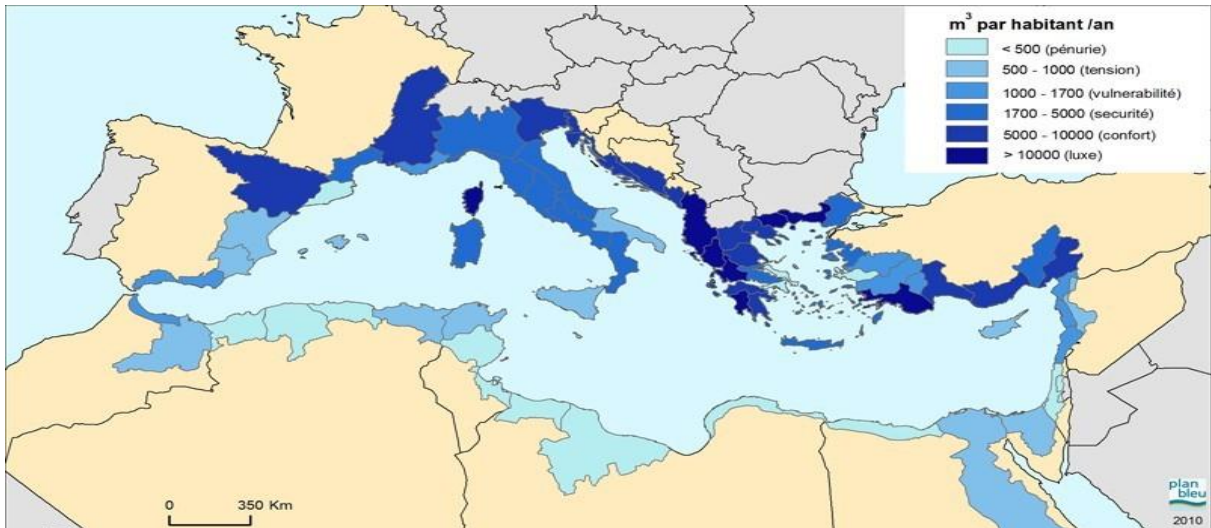 m³ par habitant /an
< 500 (pénurie)
500 - 1000 (tension)
1000 - 1700 (vulnerabilité)
1700 - 5000 (securité)
5000 - 10000 (confort)
> 10000 (luxe)
0 350 Km
plan
bleu
2010